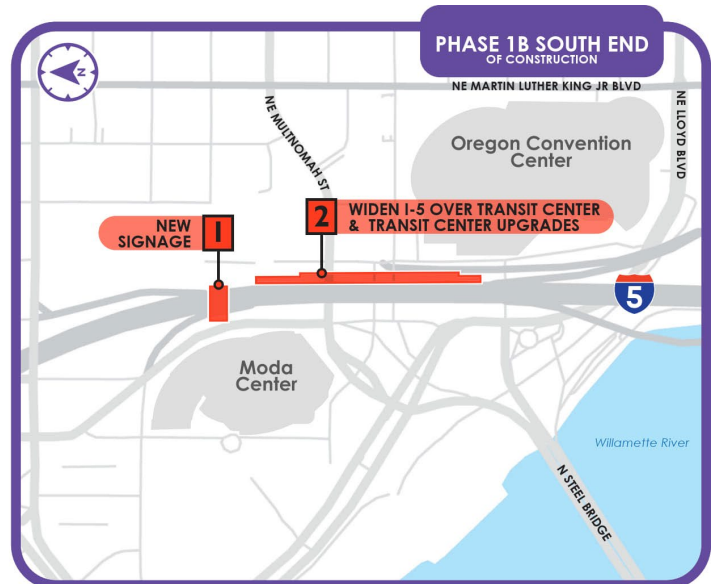 PHASE 1B SOUTH END
OF CONSTRUCTION
N
NE MARTIN LUTHER KING JR BLVD
NE MULTNOMAH ST
NE LLOYD BLVD
Oregon Convention
Center
NEW
SIGNAGE
1
2
WIDEN I-5 OVER TRANSIT CENTER
& TRANSIT CENTER UPGRADES
5
Moda
Center
Willamette River
N STEEL BRIDGE